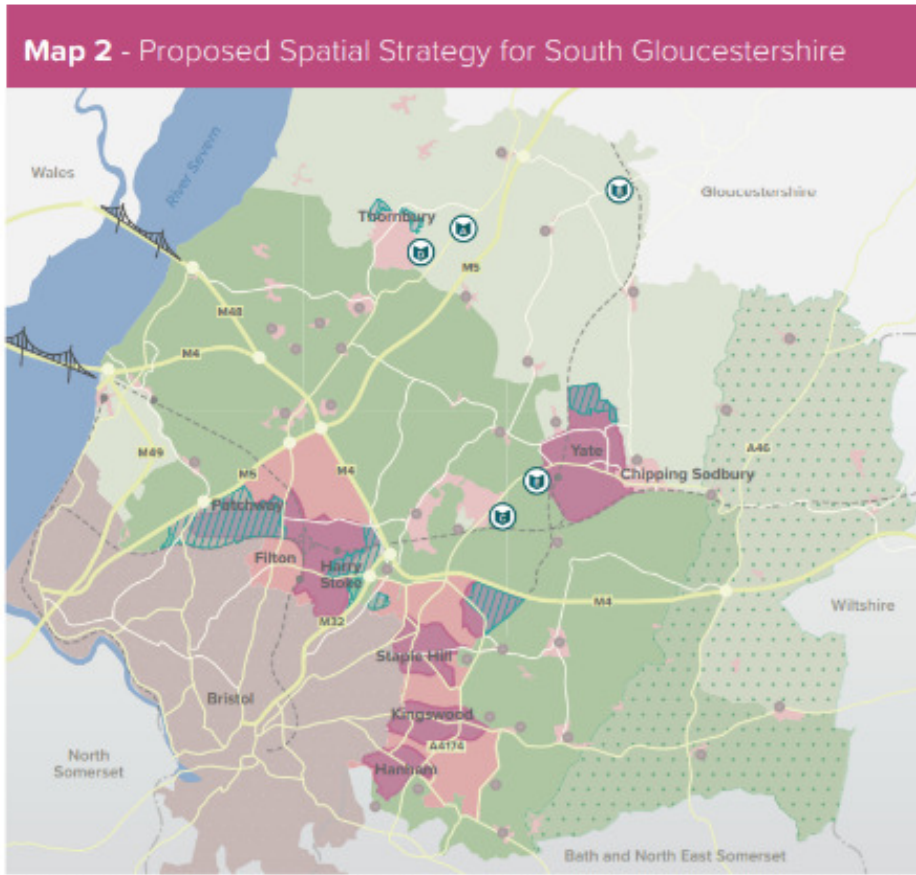 Map 2 - Proposed Spatial Strategy for South Gloucestershire
River Severn
Wales
Gloucestershire
Thornbury
M5
M48
M4
M49
M5
M4
Yate
A46
Chipping Sodbury
Patchway
Filton
Harry
Stoke
M4
Wiltshire
M32
Staple Hill
Bristol
Kingswood
A4174
North
Somerset
Hanham
Bath and North East Somerset